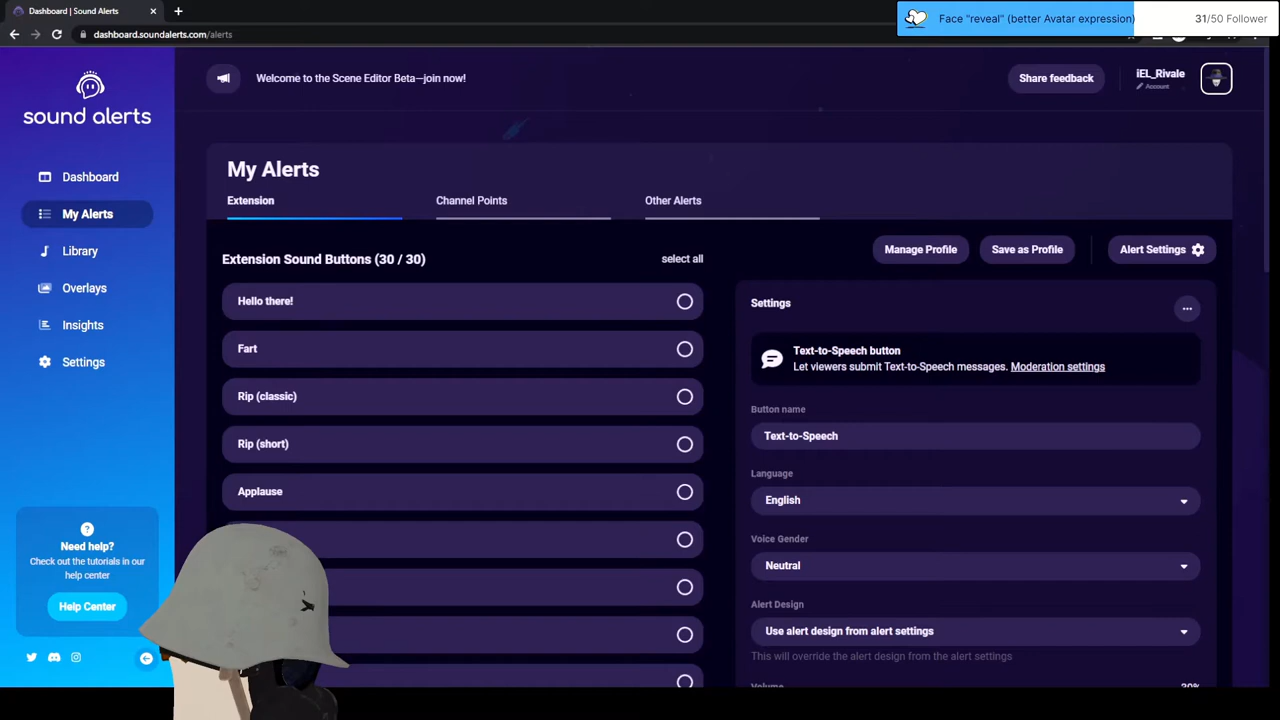 Dashboard | Sound Alerts
dashboard.soundalerts.com/alerts
Face "reveal" (better Avatar expression)
31/50 Follower
sound alerts
Dashboard
My Alerts
Library
Overlays
Insights
Settings
Need help?
Check out the tutorials in our
help center
Help Center
Welcome to the Scene Editor Beta—join now!
Share feedback
iEL_Rivale
Account
My Alerts
Extension
Channel Points
Other Alerts
Manage Profile
Save as Profile
Alert Settings
Extension Sound Buttons (30 / 30)
select all
Hello there!
Fart
Rip (classic)
Rip (short)
Applause
Settings
Text-to-Speech button
Let viewers submit Text-to-Speech messages. Moderation settings
Button name
Text-to-Speech
Language
English
Voice Gender
Neutral
Alert Design
Use alert design from alert settings
This will override the alert design from the alert settings
Volume